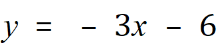 y = − 3x − 6